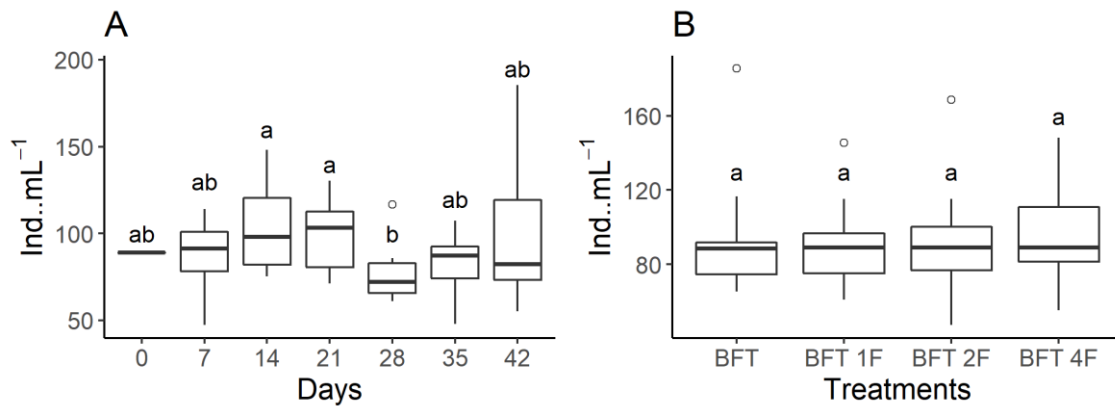 A
Ind..mL⁻¹
200
150
100
50
ab
ab
a
a
b
ab
ab
0 7 14 21 28 35 42
Days
B
Ind..mL⁻¹
160
120
80
a
a
a
a
BFT BFT 1F BFT 2F BFT 4F
Treatments